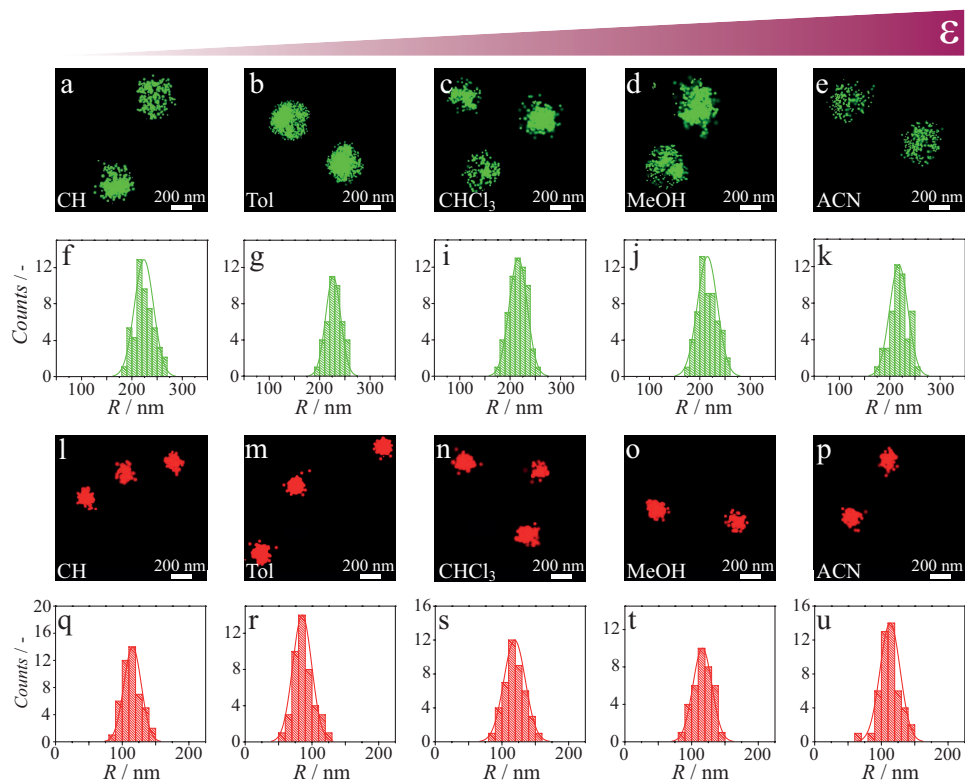 ε
a b c d e
200 nm 200 nm 200 nm 200 nm 200 nm
CH Tol CHCl₃ MeOH ACN
f g i j k
Counts / -
12 12 12 12 12
8 8 8 8 8
4 4 4 4 4
0 0 0 0 0
100 200 300 100 200 300 100 200 300 100 200 300 100 200 300
R / nm R / nm R / nm R / nm R / nm
l m n o p
200 nm 200 nm 200 nm 200 nm 200 nm
CH Tol CHCl₃ MeOH ACN
q r s t u
Counts / -
20 16 16
16 12 12 12 12
12 8 8 8 8
8 4 4 4 4
4 0 0 0 0
0
0 100 200 0 100 200 0 100 200 0 100 200 0 100 200
R / nm R / nm R / nm R / nm R / nm